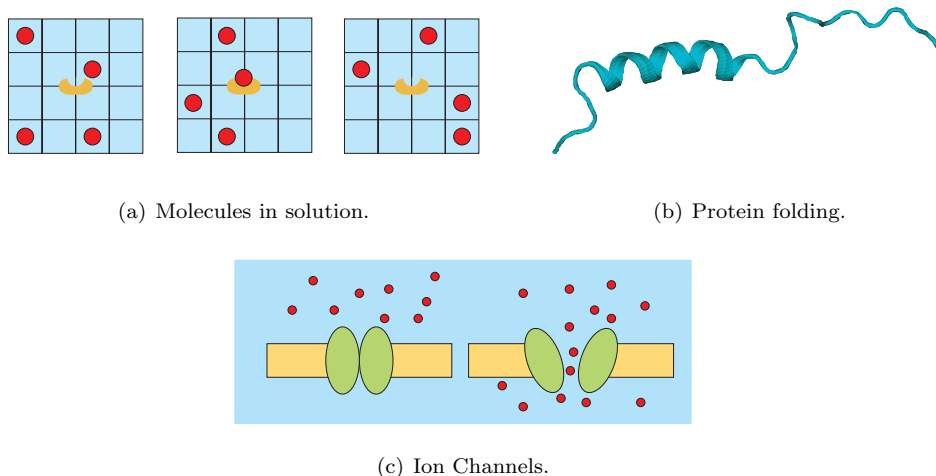 (a) Molecules in solution.
(b) Protein folding.
(c) Ion Channels.